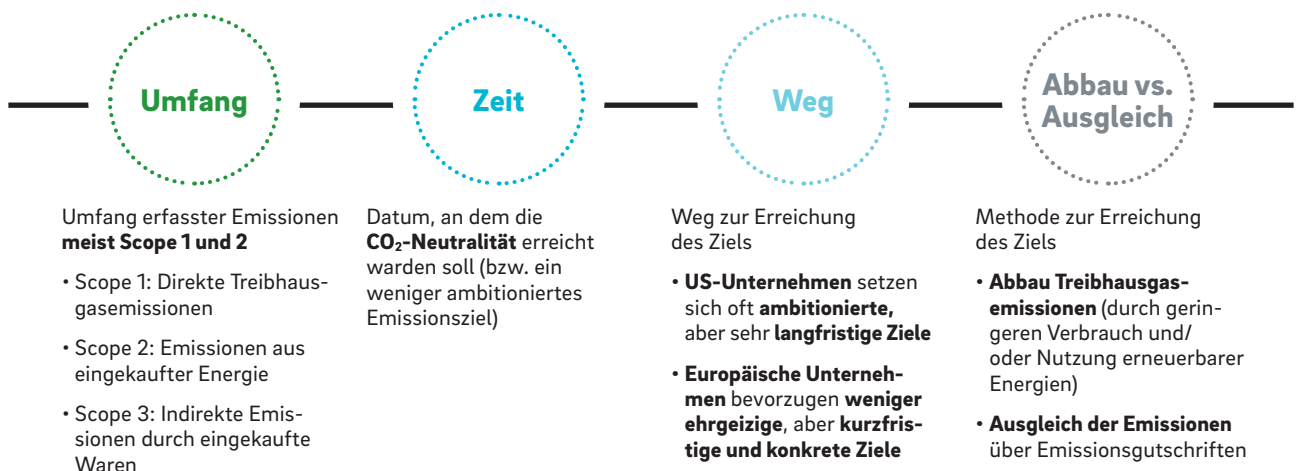 Umfang
Umfang erfasster Emissionen
meist Scope 1 und 2
• Scope 1: Direkte Treibhaus-
gasemissionen
• Scope 2: Emissionen aus
eingekaufter Energie
• Scope 3: Indirekte Emis-
sionen durch eingekaufte
Waren
Zeit
Datum, an dem die
CO₂-Neutralität erreicht
warden soll (bzw. ein
weniger ambitioniertes
Emissionsziel)
Weg
Weg zur Erreichung
des Ziels
• US-Unternehmen setzen
sich oft ambitionierte,
aber sehr langfristige Ziele
• Europäische Unterneh-
men bevorzugen weniger
ehrgeizige, aber kurzfris-
tige und konkrete Ziele
Abbau vs.
Ausgleich
Methode zur Erreichung
des Ziels
• Abbau Treibhausgas-
emissionen (durch gerin-
geren Verbrauch und/
oder Nutzung erneuerbarer
Energien)
• Ausgleich der Emissionen
über Emissionsgutschriften